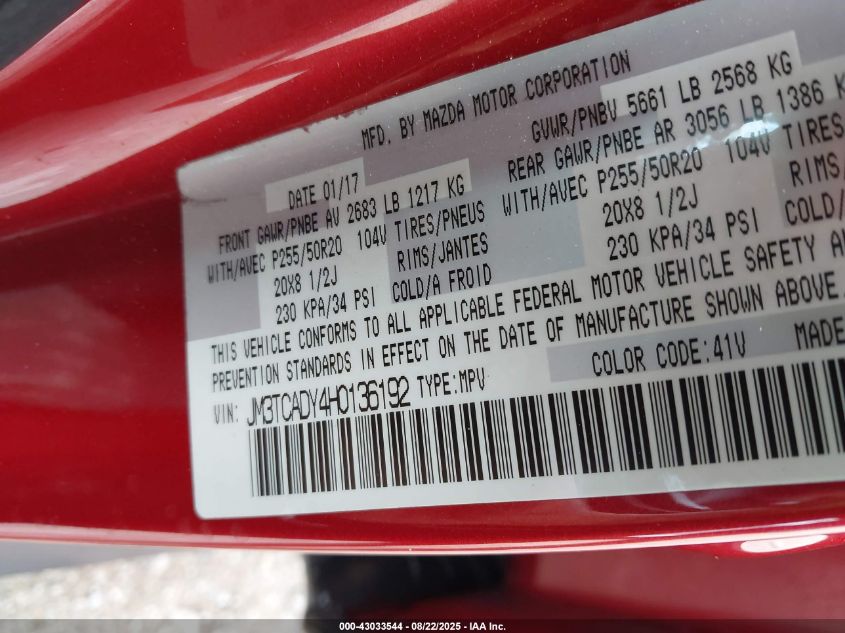 MFD. BY MAZDA MOTOR CORPORATION
DATE 01/17 GVWR/PNBV 5661 LB 2568 KG
FRONT GAWR/PNBE AV 2683 LB 1217 KG REAR GAWR/PNBE AR 3056 LB 1386 K
WITH/AVEC P255/50R20 104V TIRES/PNEUS WITH/AVEC P255/50R20 104V TIRES/
20X8 1/2J RIMS/JANTES 20X8 1/2J RIMS/
230 KPA/34 PSI COLD/A FROID 230 KPA/34 PSI COLD/
THIS VEHICLE CONFORMS TO ALL APPLICABLE FEDERAL MOTOR VEHICLE SAFETY AN
PREVENTION STANDARDS IN EFFECT ON THE DATE OF MANUFACTURE SHOWN ABOVE.
COLOR CODE:41V MADE
VIN: JM3TCADY4H0136192 TYPE:MPV
000-43033544 - 08/22/2025 - IAA Inc.